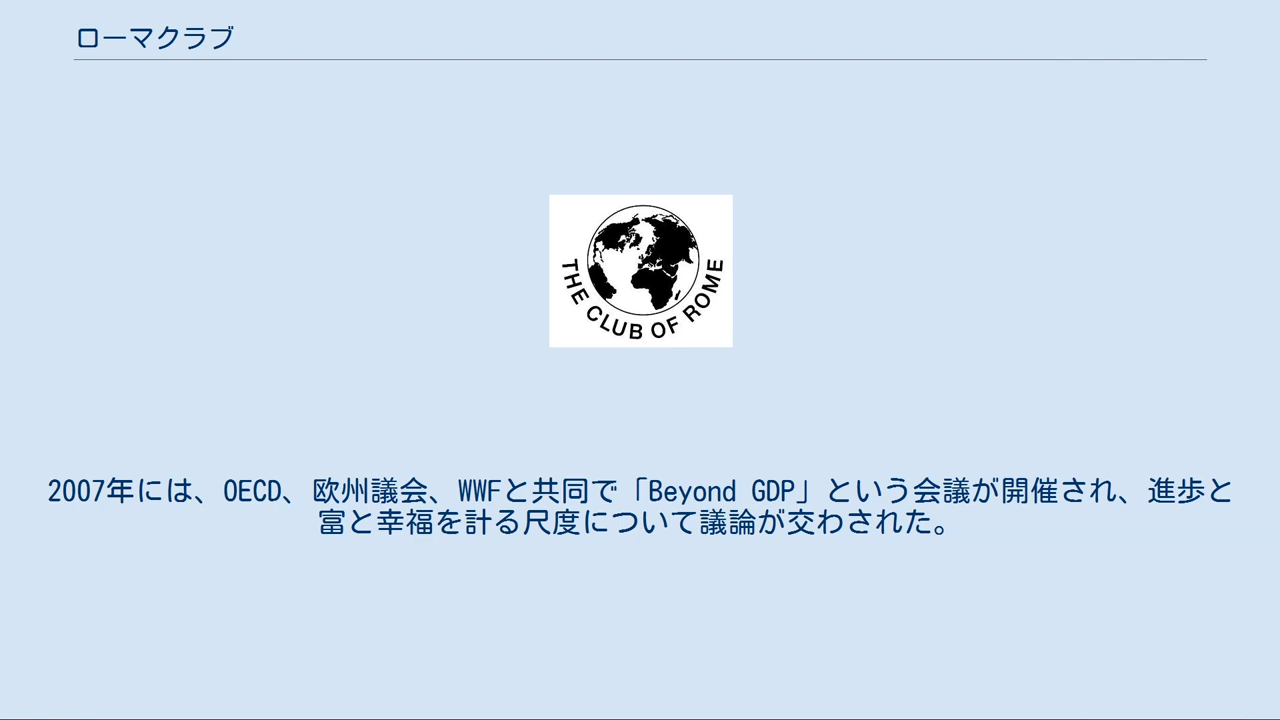 ローマクラブ
THE CLUB OF ROME
2007年には、OECD、欧州議会、WWFと共同で「Beyond GDP」という会議が開催され、進歩と
富と幸福を計る尺度について議論が交わされた。